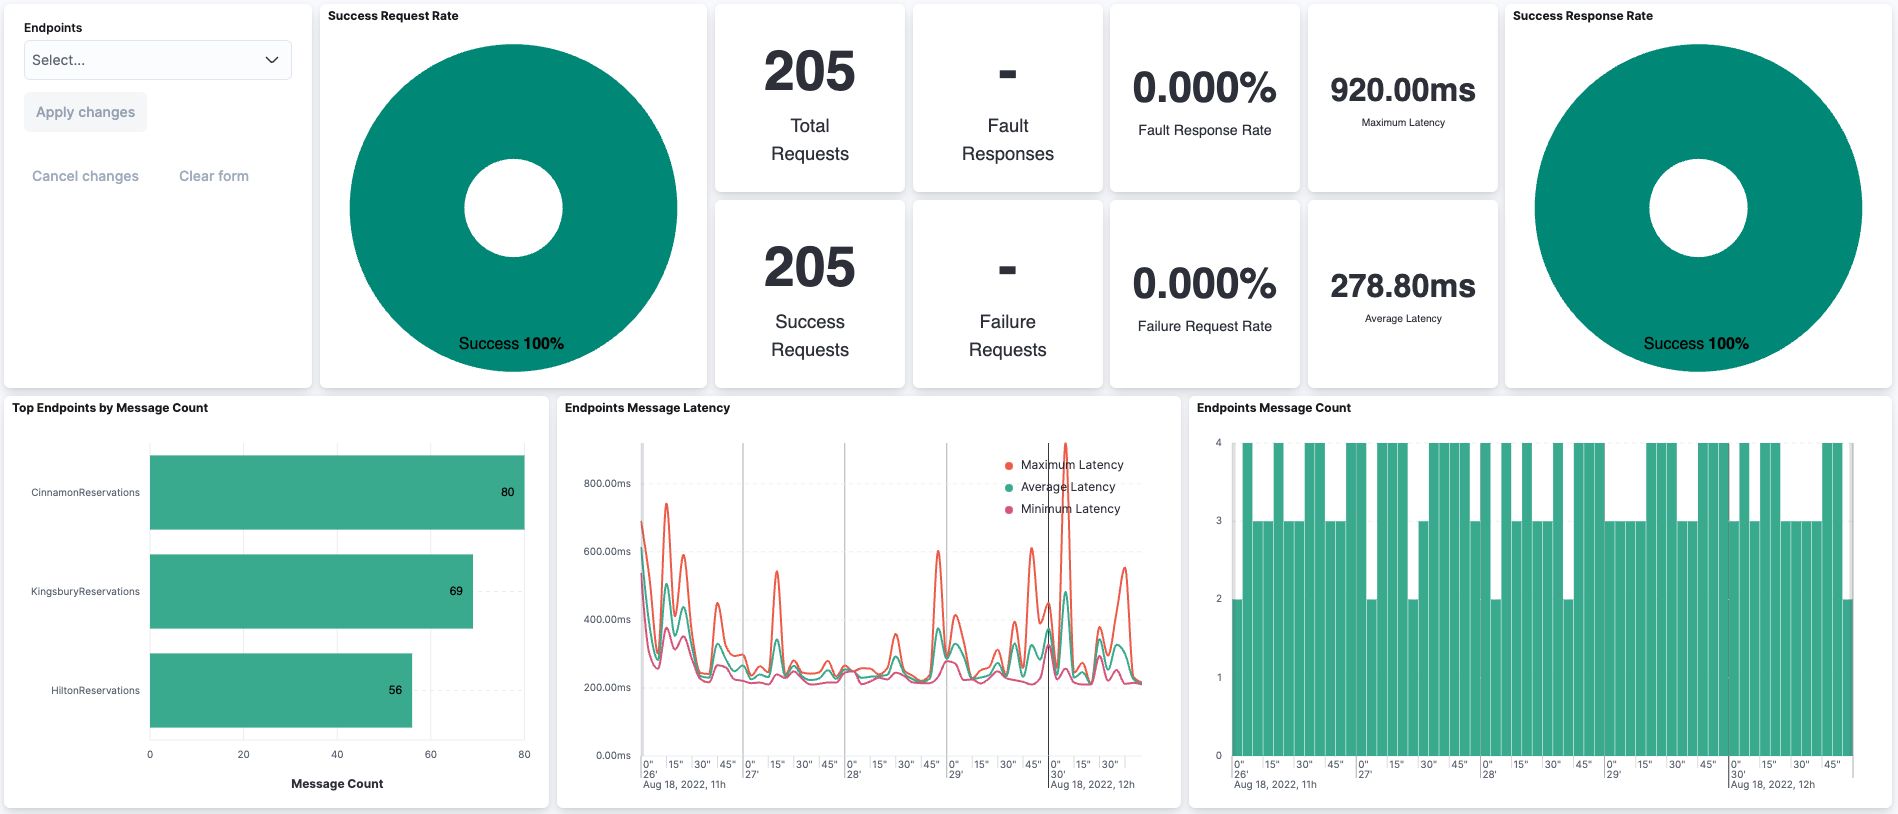 Endpoints
Select...
Apply changes
Cancel changes
Clear form
Success Request Rate
Success 100%
205
Total
Requests
-
Fault
Responses
0.000%
Fault Response Rate
920.00ms
Maximum Latency
205
Success
Requests
-
Failure
Requests
0.000%
Failure Request Rate
278.80ms
Average Latency
Success Response Rate
Success 100%
Top Endpoints by Message Count
CinnamonReservations
80
KingsburyReservations
69
HiltonReservations
56
0 20 40 60 80
Message Count
Endpoints Message Latency
Maximum Latency
Average Latency
Minimum Latency
800.00ms
600.00ms
400.00ms
200.00ms
0.00ms
0" 15" 30" 45" 0" 15" 30" 45" 0" 15" 30" 45" 0" 15" 30" 45" 0" 15" 30"
26' 27' 28' 29' 30'
Aug 18, 2022, 11h Aug 18, 2022, 12h
Endpoints Message Count
4
3
2
1
0
0" 15" 30" 45" 0" 15" 30" 45" 0" 15" 30" 45" 0" 15" 30" 45" 0" 15" 30" 45"
26' 27' 28' 29' 30'
Aug 18, 2022, 11h Aug 18, 2022, 12h